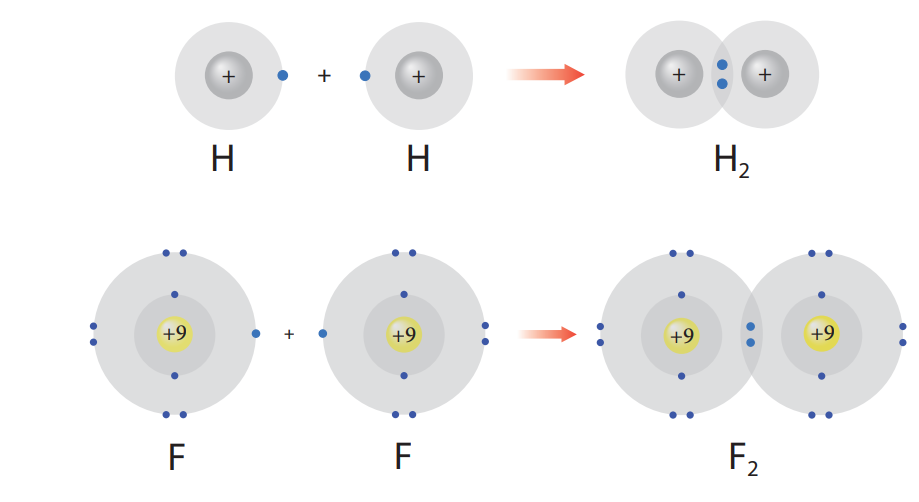 + + + + +
H H H₂
+9 + +9 +9 +9
F F F₂